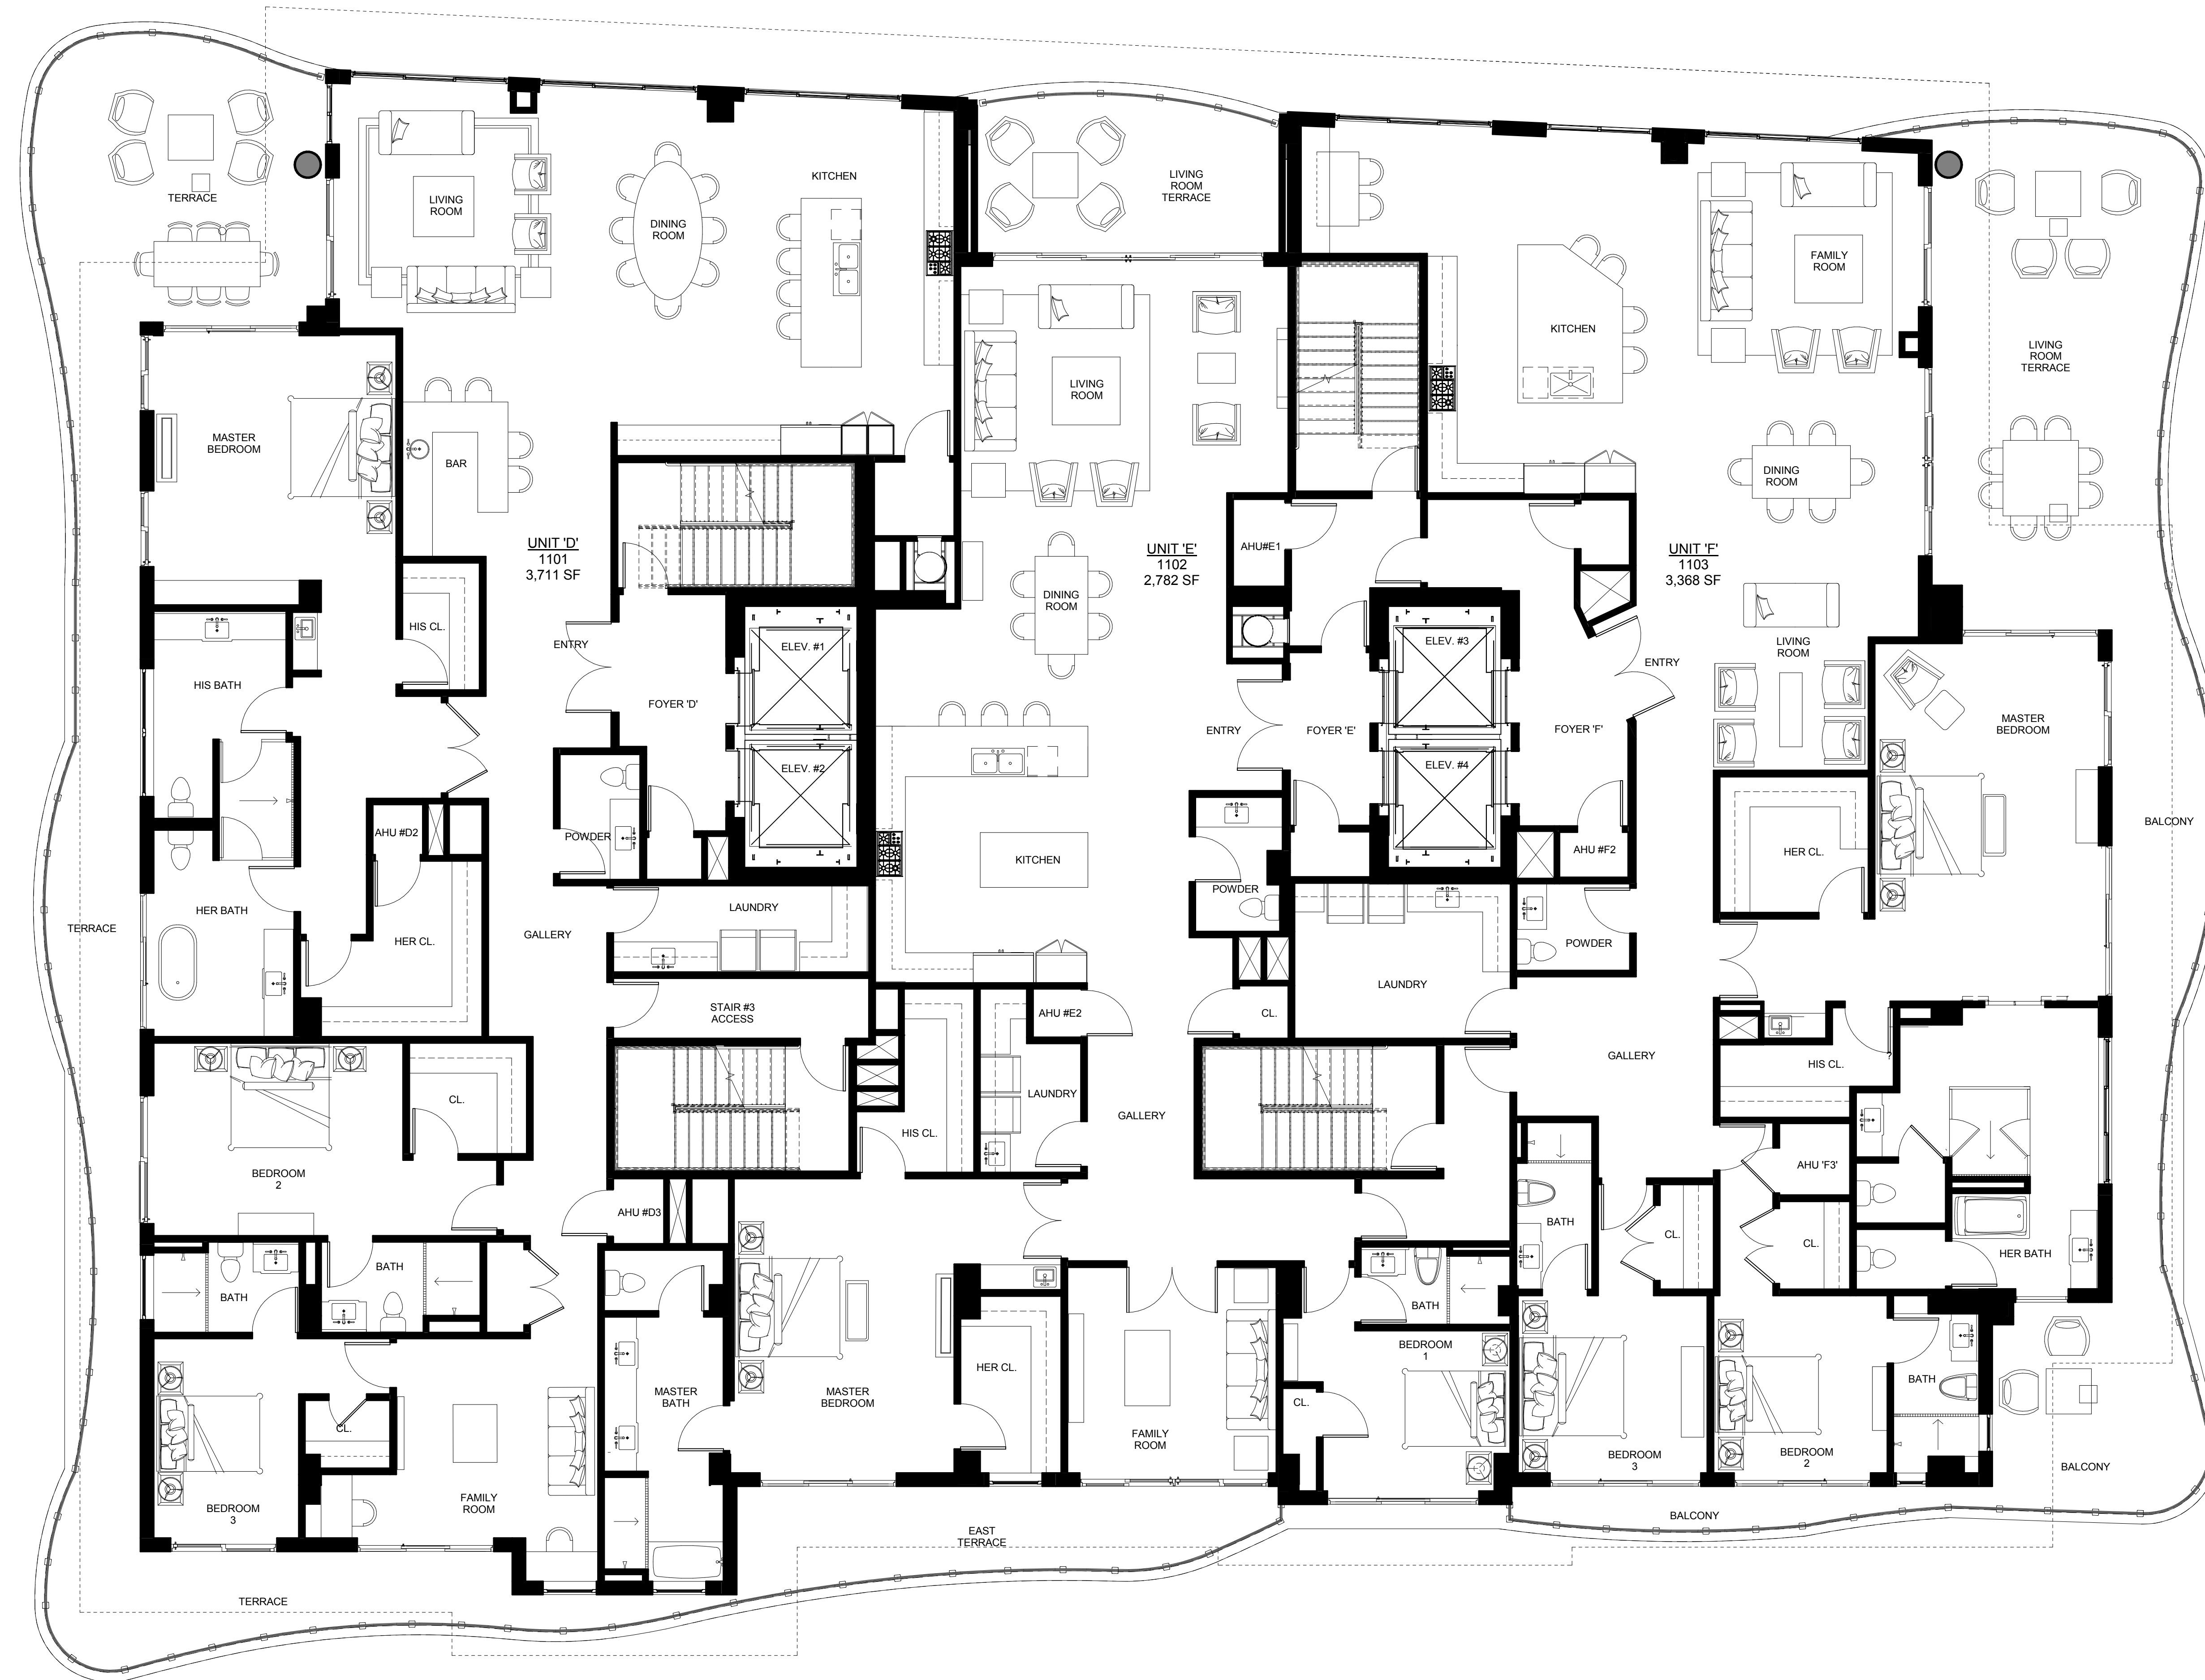 TERRACE
LIVING
ROOM
DINING
ROOM
KITCHEN
LIVING
ROOM
TERRACE
FAMILY
ROOM
KITCHEN
LIVING
ROOM
TERRACE
MASTER
BEDROOM
BAR
LIVING
ROOM
DINING
ROOM
UNIT 'D'
1101
3,711 SF
UNIT 'E'
1102
2,782 SF
UNIT 'F'
1103
3,368 SF
AHU#E1
DINING
ROOM
HIS CL.
ENTRY
ELEV. #1
ELEV. #3
LIVING
ROOM
ENTRY
HIS BATH
FOYER 'D'
ENTRY
FOYER 'E'
FOYER 'F'
MASTER
BEDROOM
ELEV. #2
ELEV. #4
BALCONY
AHU #D2
POWDER
KITCHEN
AHU #F2
HER CL.
POWDER
HER BATH
LAUNDRY
TERRACE
GALLERY
HER CL.
POWDER
LAUNDRY
STAIR #3
ACCESS
AHU #E2
CL.
GALLERY
HIS CL.
CL.
LAUNDRY
GALLERY
HIS CL.
BEDROOM
2
AHU 'F3'
AHU #D3
BATH
CL.
CL.
HER BATH
BATH
BATH
BATH
BEDROOM
1
HER CL.
MASTER
BATH
MASTER
BEDROOM
BATH
CL.
CL.
FAMILY
ROOM
BEDROOM
3
BEDROOM
2
BALCONY
BEDROOM
3
FAMILY
ROOM
BALCONY
EAST
TERRACE
TERRACE